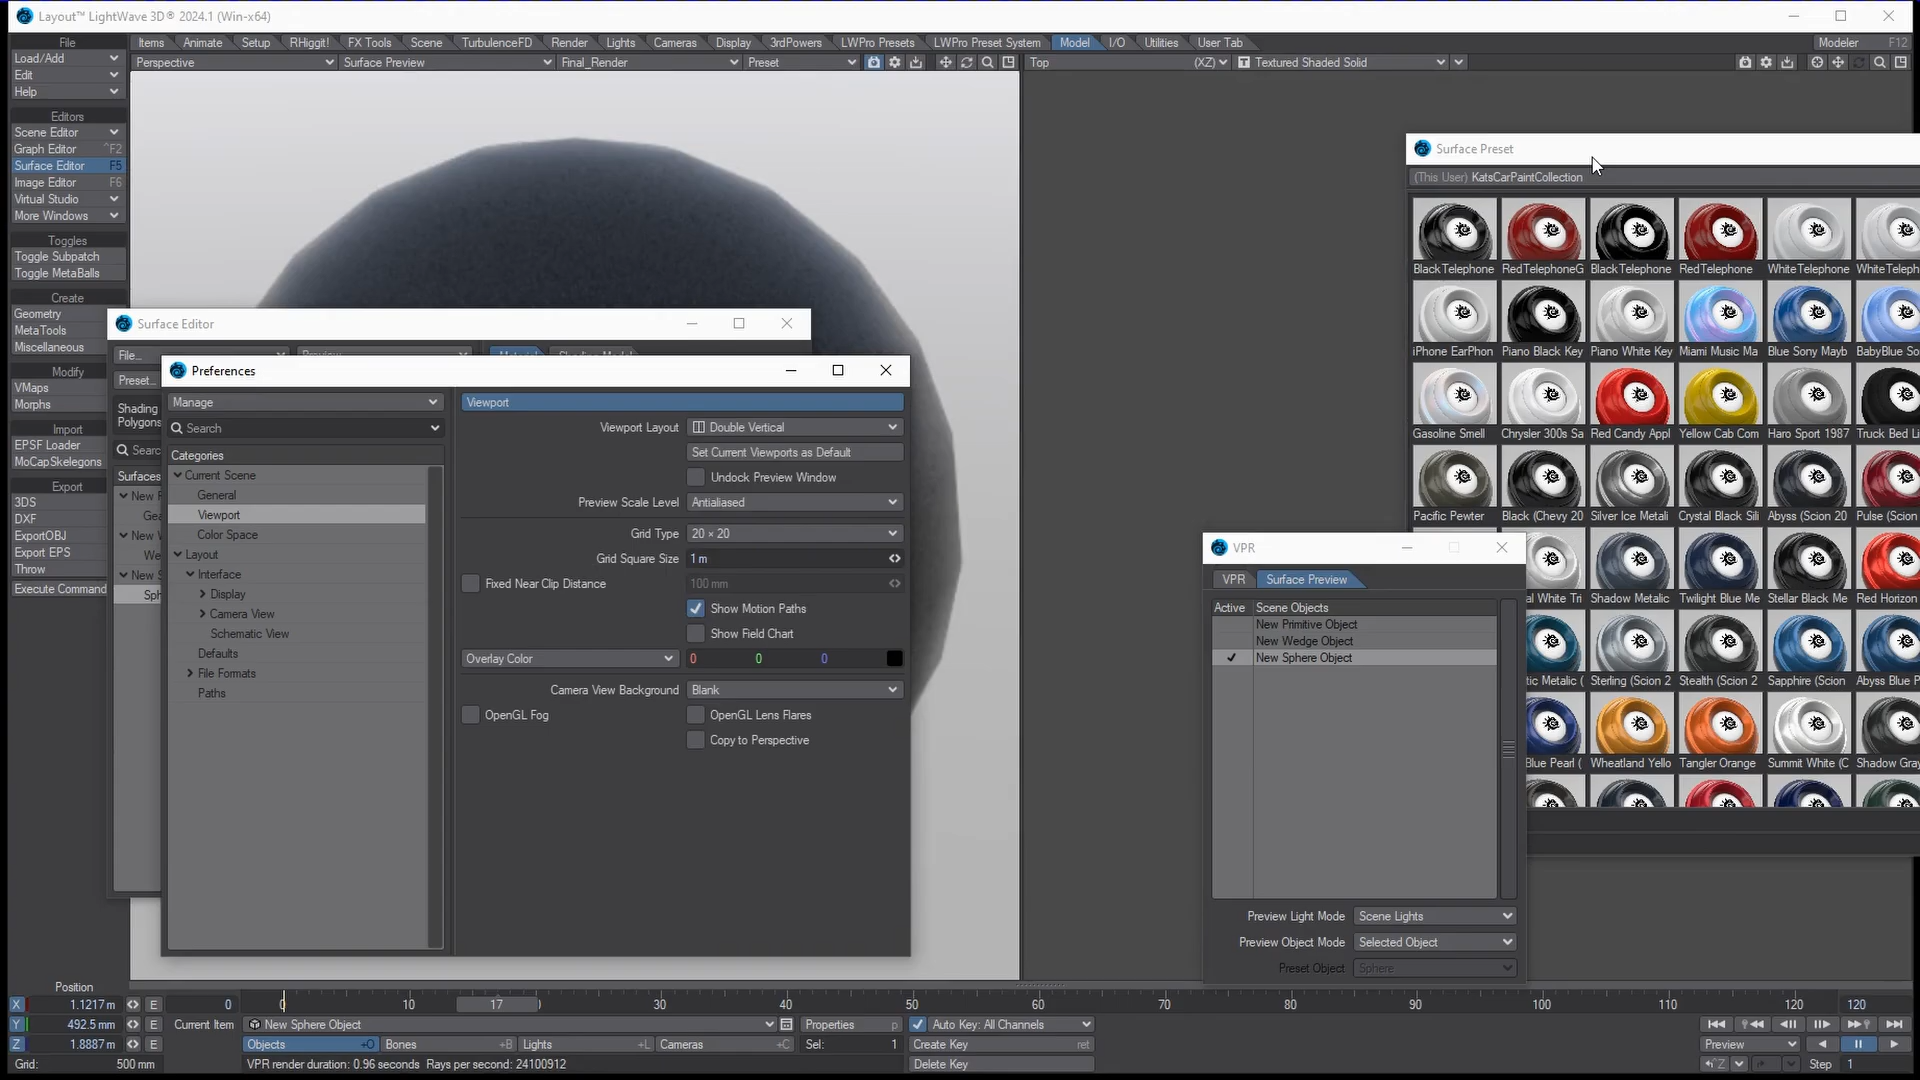 Layout™ LightWave 3D® 2024.1 (Win-x64)
File
Items
Animate
Setup
RHiggit!
FX Tools
Scene
TurbulenceFD
Render
Lights
Cameras
Display
3rdPowers
LWPro Presets
LWPro Preset System
Model
I/O
Utilities
User Tab
Modeler F12
Load/Add
Edit
Help
Perspective
Surface Preview
Final_Render
Preset
Top
(XZ)
Textured Shaded Solid
Editors
Scene Editor
Graph Editor ^F2
Surface Editor F5
Image Editor F6
Virtual Studio
More Windows
Toggles
Toggle Subpatch
Toggle MetaBalls
Create
Geometry
MetaTools
Miscellaneous
Modify
VMaps
Morphs
Import
EPSF Loader
MoCapSkelegons
Export
3DS
DXF
ExportOBJ
Export EPS
Throw
Execute Command
Surface Editor
File...
Preset...
Shading
Polygons
Surfaces
Preferences
Manage
Search
Categories
Current Scene
General
Viewport
Color Space
Layout
Interface
Display
Camera View
Schematic View
Defaults
File Formats
Paths
Viewport
Viewport Layout Double Vertical
Set Current Viewports as Default
Undock Preview Window
Preview Scale Level Antialiased
Grid Type 20 × 20
Grid Square Size 1 m
Fixed Near Clip Distance 100 mm
Show Motion Paths
Show Field Chart
Overlay Color 0 0 0
Camera View Background Blank
OpenGL Fog
OpenGL Lens Flares
Copy to Perspective
Surface Preset
(This User) KatsCarPaintCollection
BlackTelephone RedTelephoneG BlackTelephone RedTelephone WhiteTelephone WhiteTeleph
iPhone EarPhon Piano Black Key Piano White Key Miami Music Ma Blue Sony Mayb BabyBlue So
Gasoline Smell Chrysler 300s Sa Red Candy Appl Yellow Cab Com Haro Sport 1987 Truck Bed Li
Pacific Pewter Black (Chevy 20 Silver Ice Metali Crystal Black Sili Abyss (Scion 20 Pulse (Scion
al White Tri Shadow Metalic Twilight Blue Me Stellar Black Me Red Horizon
tic Metalic ( Sterling (Scion 2 Stealth (Scion 2 Sapphire (Scion Abyss Blue P
Blue Pearl ( Wheatland Yello Tangler Orange Summit White (C Shadow Gray
VPR
VPR
Surface Preview
Active Scene Objects
New Primitive Object
New Wedge Object
New Sphere Object
Preview Light Mode Scene Lights
Preview Object Mode Selected Object
Preset Object Sphere
Position
X 1.1217 m E 0
0 10 17 30 40 50 60 70 80 90 100 110 120 120
Y 492.5 mm E Current Item New Sphere Object Properties p Auto Key: All Channels
Z 1.8887 m E Objects +O Bones +B Lights +L Cameras +C Sel: 1 Create Key ret
Preview
Grid: 500 mm VPR render duration: 0.96 seconds Rays per second: 24100912 Delete Key
^Z Step 1